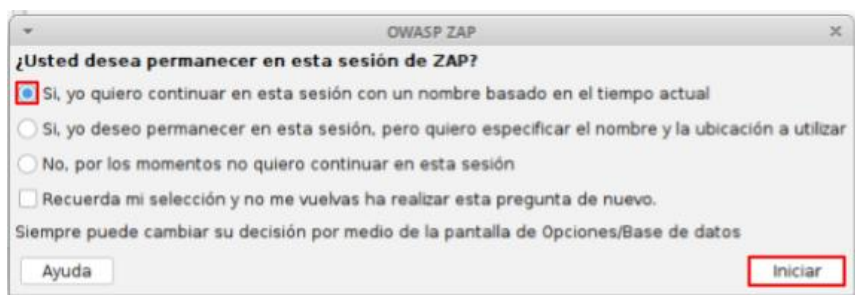 OWASP ZAP
¿Usted desea permanecer en esta sesión de ZAP?
Si, yo quiero continuar en esta sesión con un nombre basado en el tiempo actual
Si, yo deseo permanecer en esta sesión, pero quiero especificar el nombre y la ubicación a utilizar
No, por los momentos no quiero continuar en esta sesión
Recuerda mi selección y no me vuelvas ha realizar esta pregunta de nuevo.
Siempre puede cambiar su decisión por medio de la pantalla de Opciones/Base de datos
Ayuda Iniciar